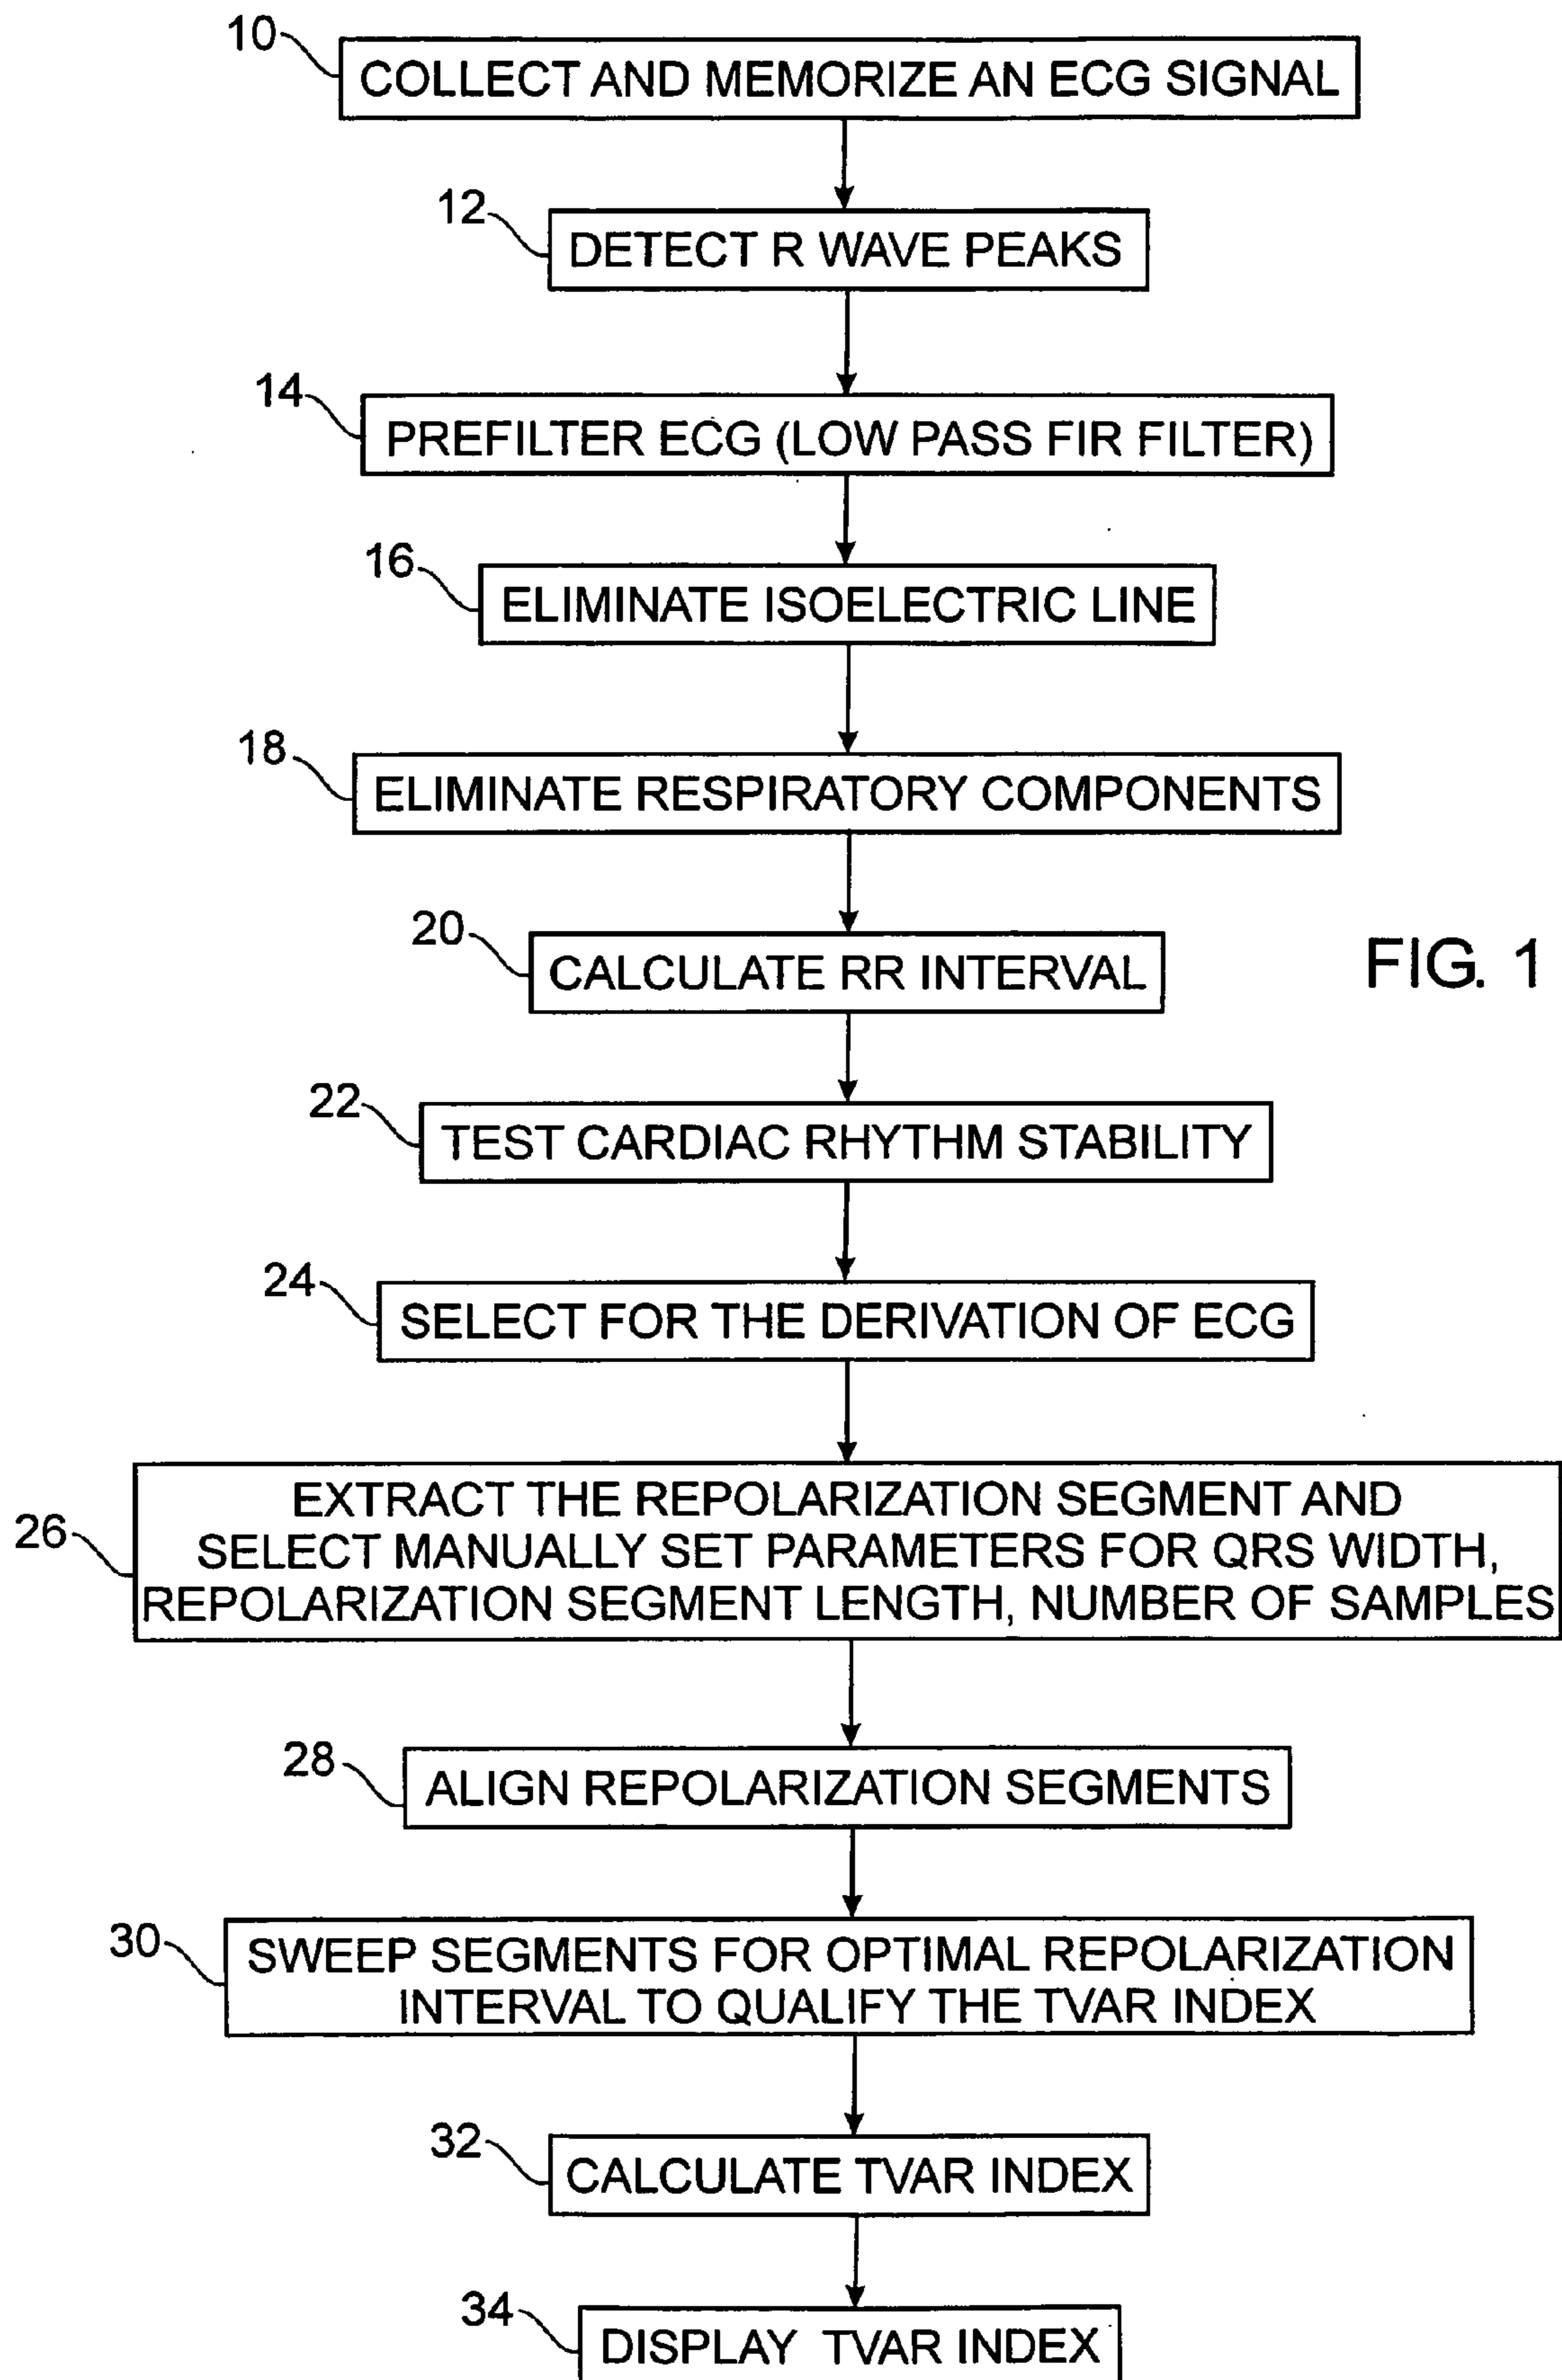 10
COLLECT AND MEMORIZE AN ECG SIGNAL
12
DETECT R WAVE PEAKS
14
PREFILTER ECG (LOW PASS FIR FILTER)
16
ELIMINATE ISOELECTRIC LINE
18
ELIMINATE RESPIRATORY COMPONENTS
20
CALCULATE RR INTERVAL
FIG. 1
22
TEST CARDIAC RHYTHM STABILITY
24
SELECT FOR THE DERIVATION OF ECG
26
EXTRACT THE REPOLARIZATION SEGMENT AND
SELECT MANUALLY SET PARAMETERS FOR QRS WIDTH,
REPOLARIZATION SEGMENT LENGTH, NUMBER OF SAMPLES
28
ALIGN REPOLARIZATION SEGMENTS
30
SWEEP SEGMENTS FOR OPTIMAL REPOLARIZATION
INTERVAL TO QUALIFY THE TVAR INDEX
32
CALCULATE TVAR INDEX
34
DISPLAY TVAR INDEX